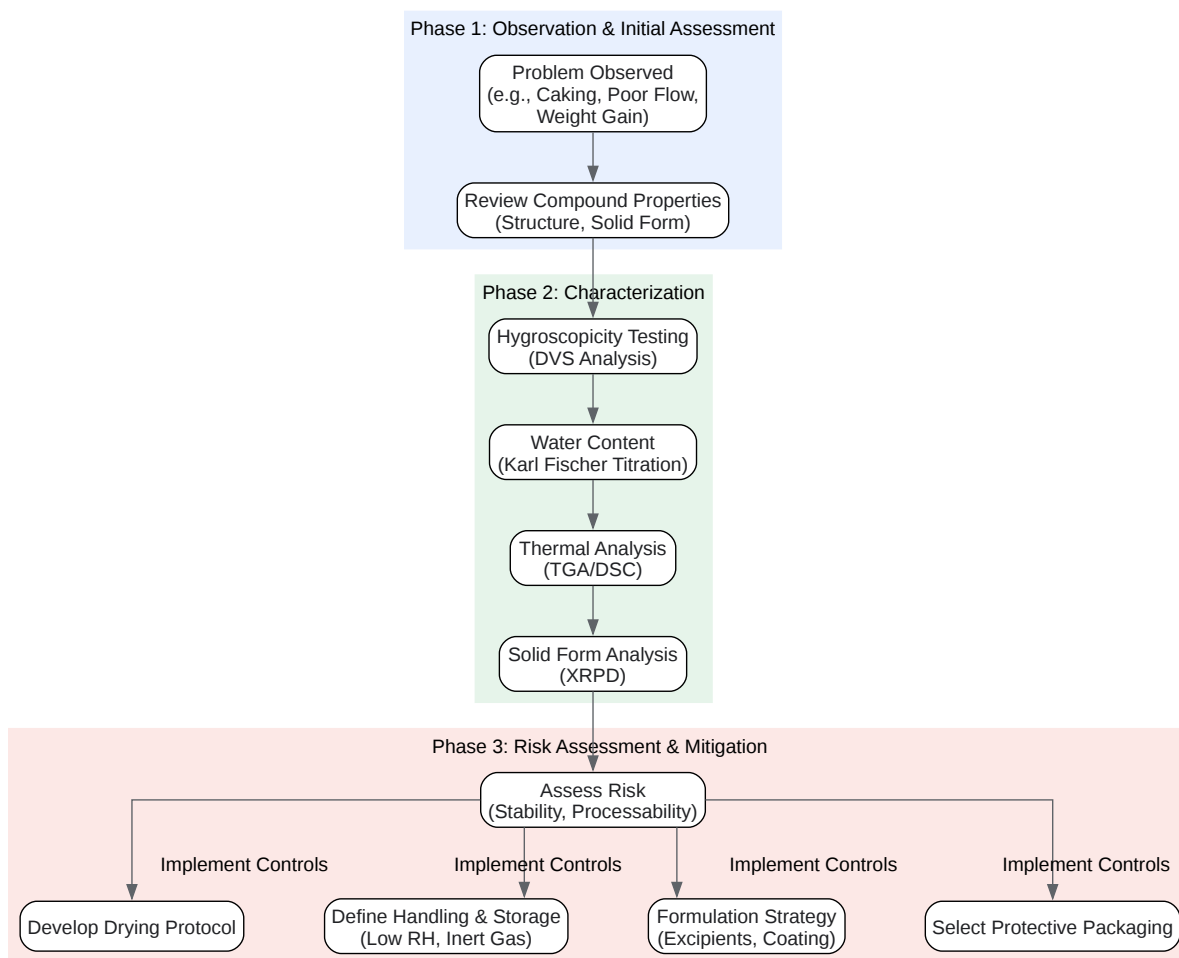 Phase 1: Observation & Initial Assessment
Problem Observed
(e.g., Caking, Poor Flow,
Weight Gain)
Review Compound Properties
(Structure, Solid Form)
Phase 2: Characterization
Hygroscopicity Testing
(DVS Analysis)
Water Content
(Karl Fischer Titration)
Thermal Analysis
(TGA/DSC)
Solid Form Analysis
(XRPD)
Phase 3: Risk Assessment & Mitigation
Assess Risk
(Stability, Processability)
Implement Controls
Implement Controls
Implement Controls
Implement Controls
Develop Drying Protocol
Define Handling & Storage
(Low RH, Inert Gas)
Formulation Strategy
(Excipients, Coating)
Select Protective Packaging